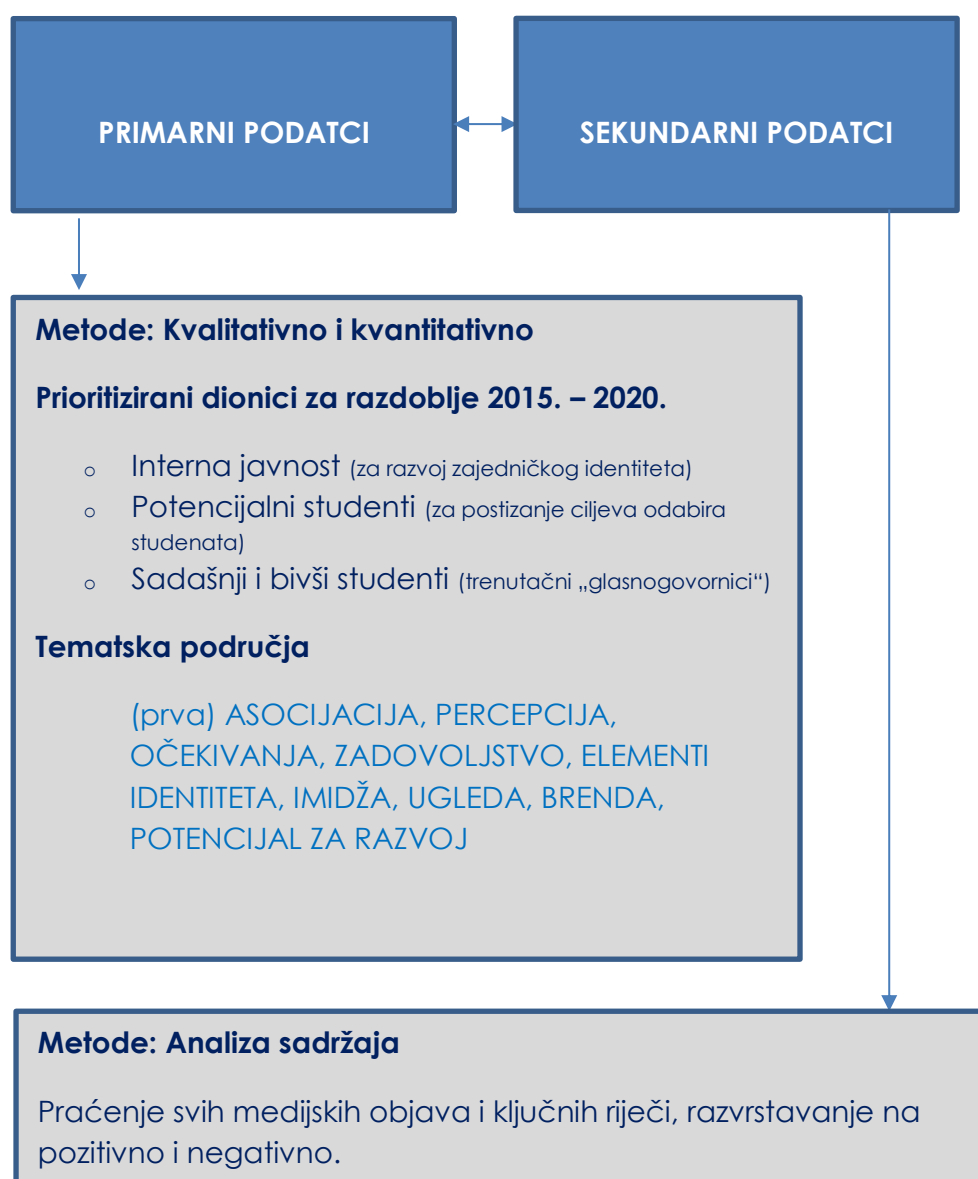 PRIMARNI PODATCI
SEKUNDARNI PODATCI
Metode: Kvalitativno i kvantitativno
Prioritizirani dionici za razdoblje 2015. – 2020.
o Interna javnost (za razvoj zajedničkog identiteta)
o Potencijalni studenti (za postizanje ciljeva odabira
studenata)
o Sadašnji i bivši studenti (trenutačni „glasnogovornici“)
Tematska područja
(prva) ASOCIJACIJA, PERCEPCIJA,
OČEKIVANJA, ZADOVOLJSTVO, ELEMENTI
IDENTITETA, IMIDŽA, UGLEDA, BRENDA,
POTENCIJAL ZA RAZVOJ
Metode: Analiza sadržaja
Praćenje svih medijskih objava i ključnih riječi, razvrstavanje na
pozitivno i negativno.